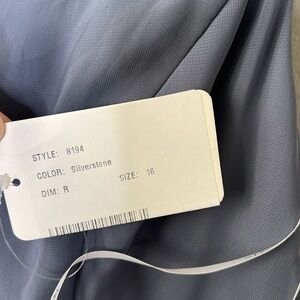 STYLE: 8194
COLOR: Silverstone
DIM: R SIZE: 16